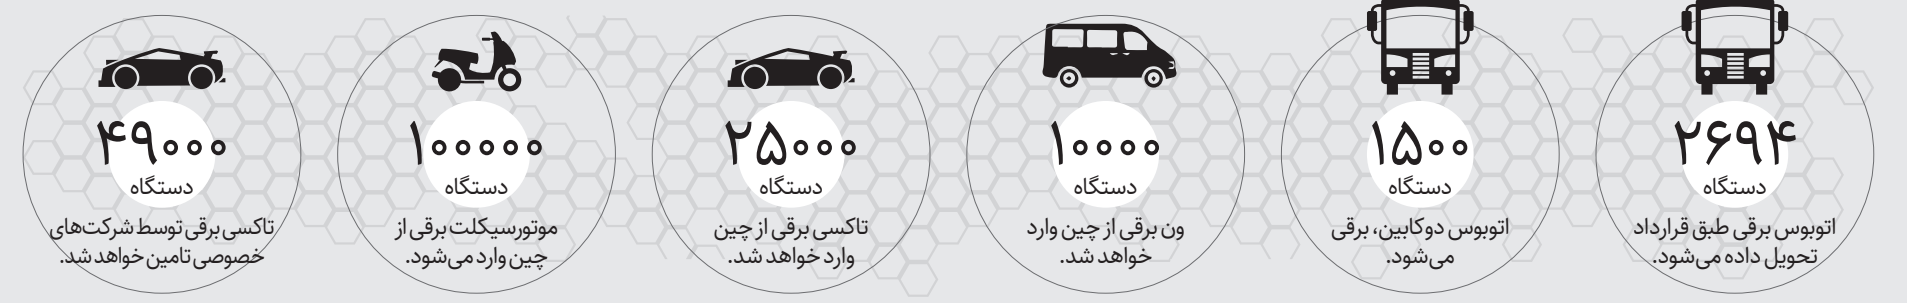 ۲۶۹۴
دستگاه
اتوبوس برقی طبق قرارداد
تحویل داده می‌شود.
۱۵۰۰
دستگاه
اتوبوس دوکابین، برقی
می‌شود.
۱۰۰۰۰
دستگاه
ون برقی از چین وارد
خواهد شد.
۲۵۰۰۰
دستگاه
تاکسی برقی از چین
وارد خواهد شد.
۱۰۰۰۰۰
دستگاه
موتورسیکلت برقی از
چین وارد می‌شود.
۴۹۰۰۰
دستگاه
تاکسی برقی توسط شرکت‌های
خصوصی تامین خواهد شد.